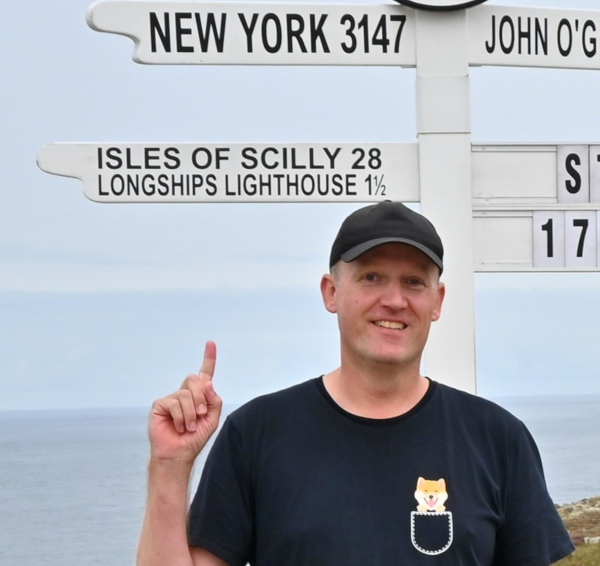 NEW YORK 3147
JOHN O'G
ISLES OF SCILLY 28
LONGSHIPS LIGHTHOUSE 1½
S
17